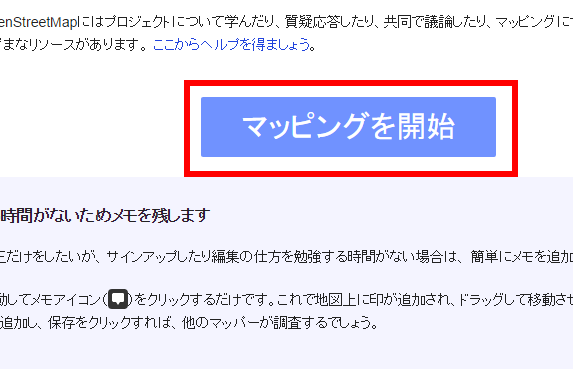 enStreetMapにはプロジェクトについて学んだり、質疑応答したり、共同で議論したり、マッピングに
まなリソースがあります。 ここからヘルプを得ましょう。
マッピングを開始
時間がないためメモを残します
だけをしたいが、サインアップしたり編集の仕方を勉強する時間がない場合は、簡単にメモを追加
してメモアイコン()をクリックするだけです。これで地図上に印が追加され、ドラッグして移動させ
追加し、保存をクリックすれば、他のマッパーが調査するでしょう。